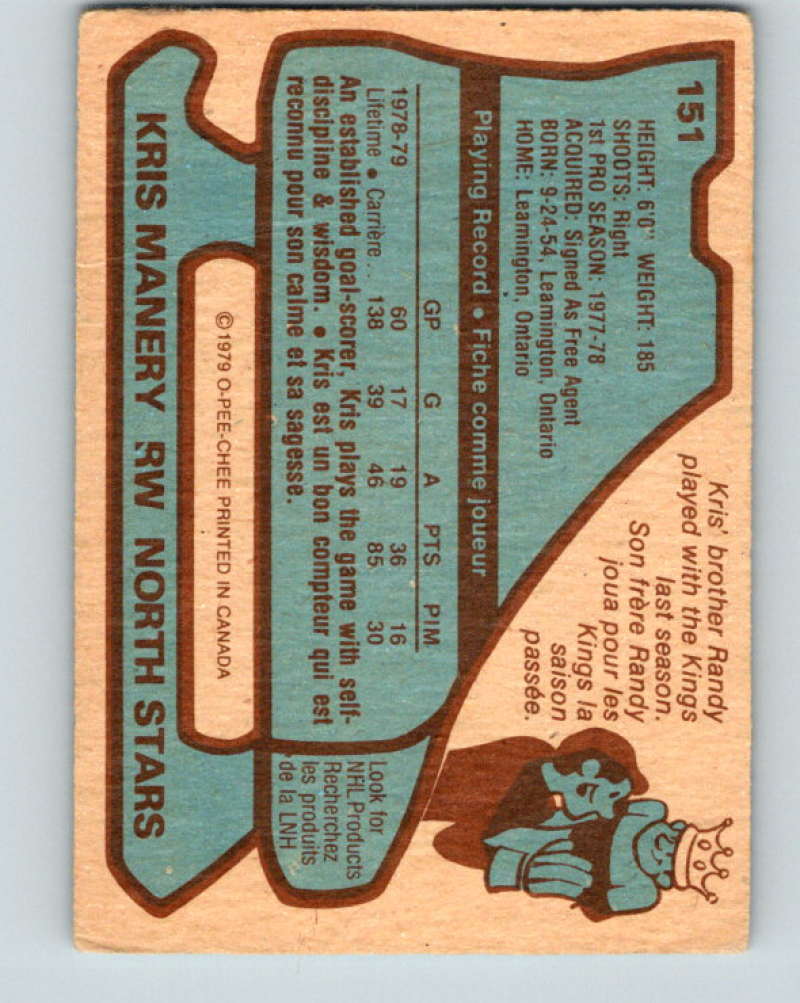 151
HEIGHT: 6'0" WEIGHT: 185
SHOOTS: Right
1st PRO SEASON: 1977-78
ACQUIRED: Signed As Free Agent
BORN: 9-24-54, Leamington, Ontario
HOME: Leamington, Ontario
Kris' brother Randy
played with the Kings
last season.
Son frère Randy
joua pour les
Kings la
saison
passée.
Playing Record • Fiche comme joueur
GP G A PTS PIM
1978-79 60 17 19 36 16
Lifetime • Carrière... 138 39 46 85 30
An established goal-scorer, Kris plays the game with self-
discipline & wisdom. • Kris est un bon compteur qui est
reconnu pour son calme et sa sagesse.
Look for
NHL Products
Recherchez
les produits
de la LNH
© 1979 O-PEE-CHEE PRINTED IN CANADA
KRIS MANERY RW NORTH STARS